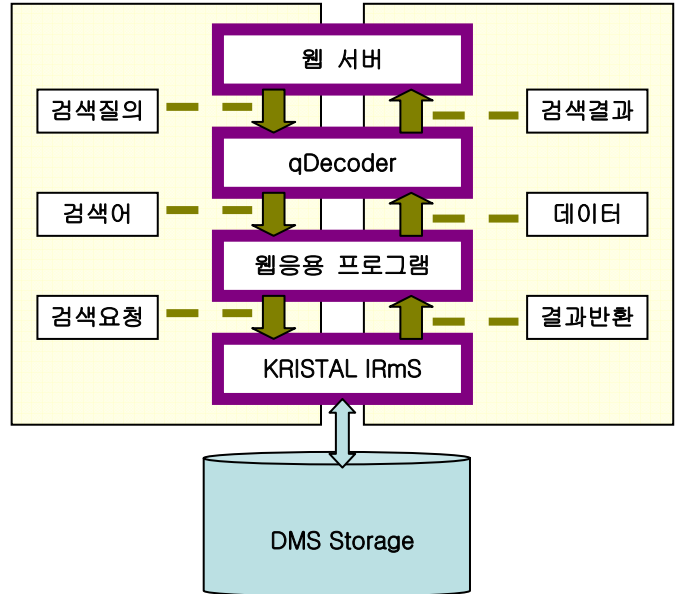 웹 서버
검색질의
검색결과
qDecoder
검색어
데이터
웹응용 프로그램
검색요청
결과반환
KRISTAL IRmS
DMS Storage